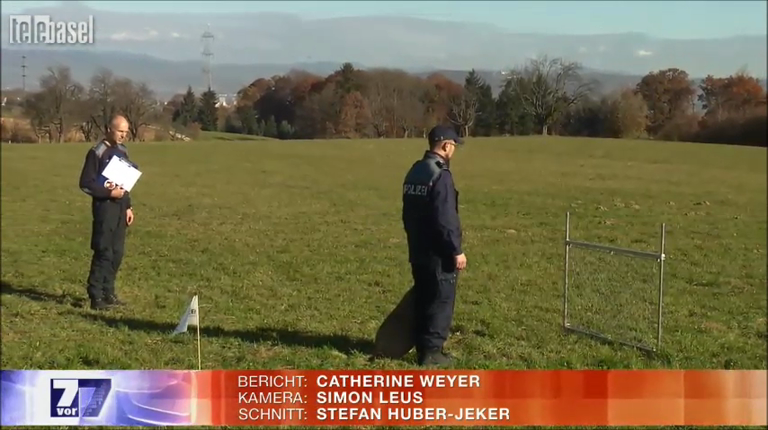 telebasel
POLIZEI
7 vor 7
BERICHT: CATHERINE WEYER
KAMERA: SIMON LEUS
SCHNITT: STEFAN HUBER-JEKER